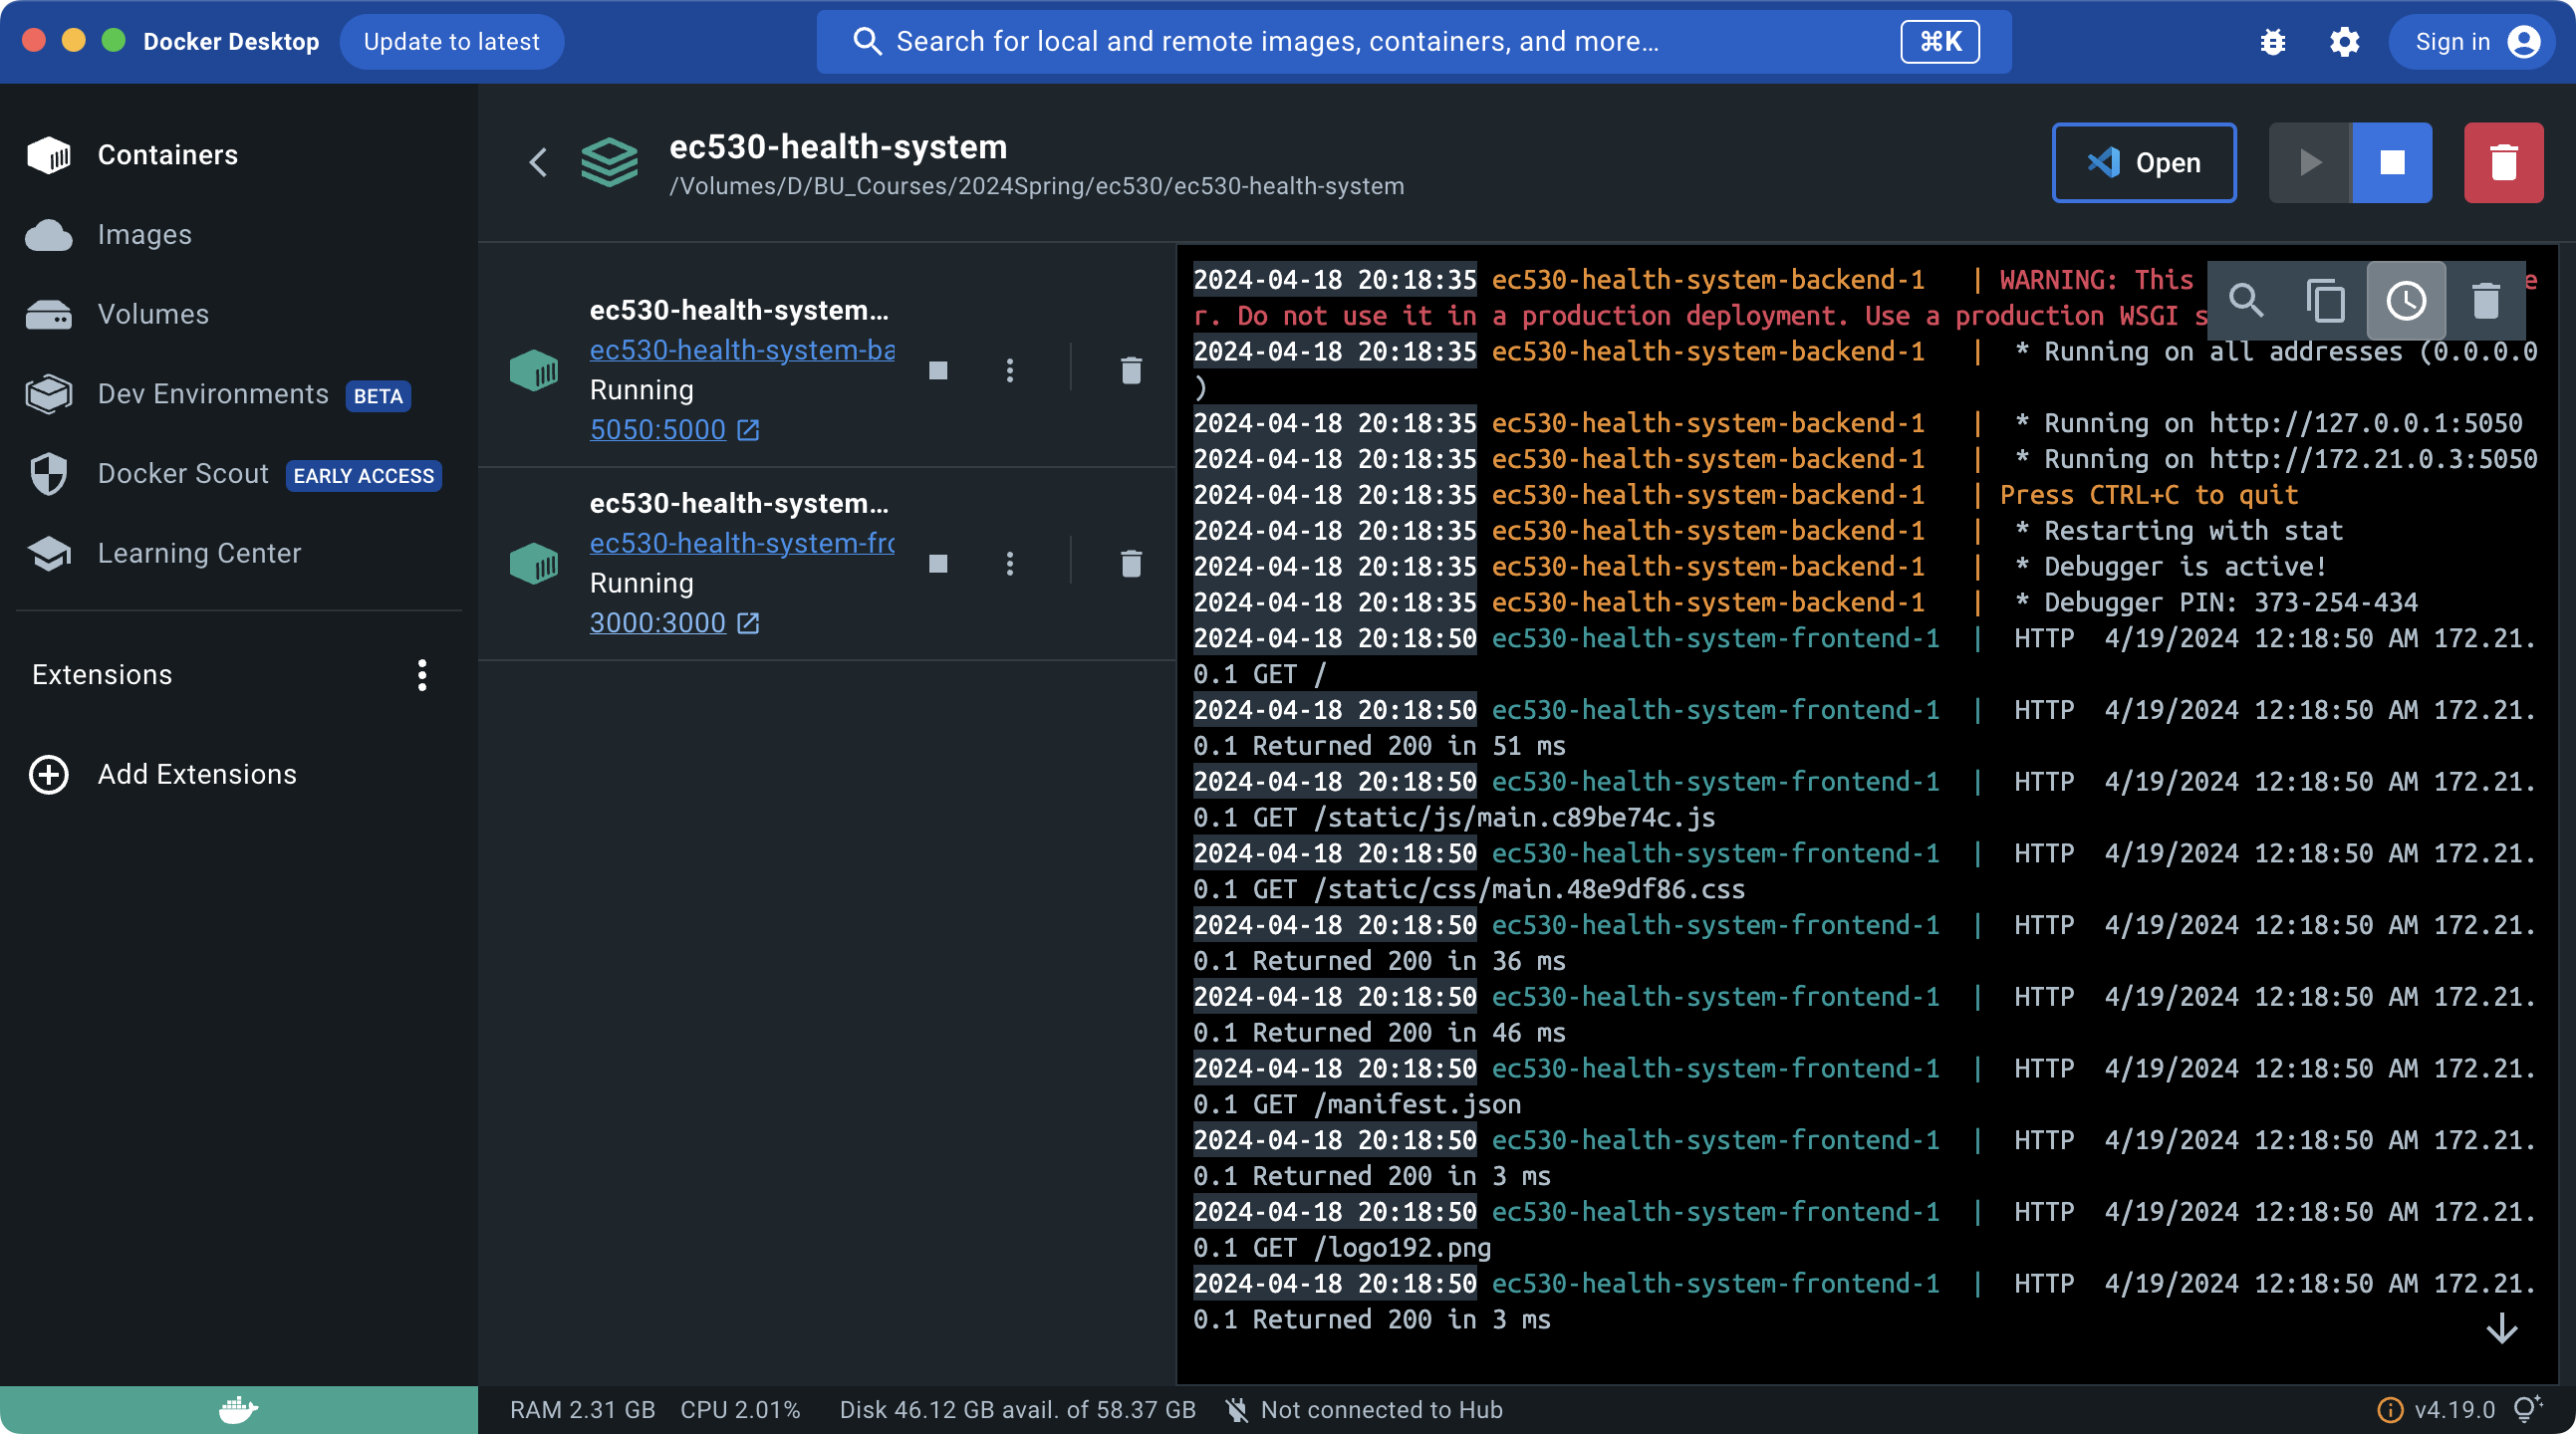 Docker Desktop
Update to latest
Search for local and remote images, containers, and more...
⌘K
Sign in
Containers
Images
Volumes
Dev Environments BETA
Docker Scout EARLY ACCESS
Learning Center
Extensions
Add Extensions
ec530-health-system
/Volumes/D/BU_Courses/2024Spring/ec530/ec530-health-system
Open
ec530-health-system...
ec530-health-system-ba
Running
5050:5000
ec530-health-system...
ec530-health-system-fro
Running
3000:3000
2024-04-18 20:18:35 ec530-health-system-backend-1 | WARNING: This e
r. Do not use it in a production deployment. Use a production WSGI s
2024-04-18 20:18:35 ec530-health-system-backend-1 | * Running on all addresses (0.0.0.0
)
2024-04-18 20:18:35 ec530-health-system-backend-1 | * Running on http://127.0.0.1:5050
2024-04-18 20:18:35 ec530-health-system-backend-1 | * Running on http://172.21.0.3:5050
2024-04-18 20:18:35 ec530-health-system-backend-1 | Press CTRL+C to quit
2024-04-18 20:18:35 ec530-health-system-backend-1 | * Restarting with stat
2024-04-18 20:18:35 ec530-health-system-backend-1 | * Debugger is active!
2024-04-18 20:18:35 ec530-health-system-backend-1 | * Debugger PIN: 373-254-434
2024-04-18 20:18:50 ec530-health-system-frontend-1 | HTTP 4/19/2024 12:18:50 AM 172.21.
0.1 GET /
2024-04-18 20:18:50 ec530-health-system-frontend-1 | HTTP 4/19/2024 12:18:50 AM 172.21.
0.1 Returned 200 in 51 ms
2024-04-18 20:18:50 ec530-health-system-frontend-1 | HTTP 4/19/2024 12:18:50 AM 172.21.
0.1 GET /static/js/main.c89be74c.js
2024-04-18 20:18:50 ec530-health-system-frontend-1 | HTTP 4/19/2024 12:18:50 AM 172.21.
0.1 GET /static/css/main.48e9df86.css
2024-04-18 20:18:50 ec530-health-system-frontend-1 | HTTP 4/19/2024 12:18:50 AM 172.21.
0.1 Returned 200 in 36 ms
2024-04-18 20:18:50 ec530-health-system-frontend-1 | HTTP 4/19/2024 12:18:50 AM 172.21.
0.1 Returned 200 in 46 ms
2024-04-18 20:18:50 ec530-health-system-frontend-1 | HTTP 4/19/2024 12:18:50 AM 172.21.
0.1 GET /manifest.json
2024-04-18 20:18:50 ec530-health-system-frontend-1 | HTTP 4/19/2024 12:18:50 AM 172.21.
0.1 Returned 200 in 3 ms
2024-04-18 20:18:50 ec530-health-system-frontend-1 | HTTP 4/19/2024 12:18:50 AM 172.21.
0.1 GET /logo192.png
2024-04-18 20:18:50 ec530-health-system-frontend-1 | HTTP 4/19/2024 12:18:50 AM 172.21.
0.1 Returned 200 in 3 ms
RAM 2.31 GB CPU 2.01% Disk 46.12 GB avail. of 58.37 GB Not connected to Hub
v4.19.0